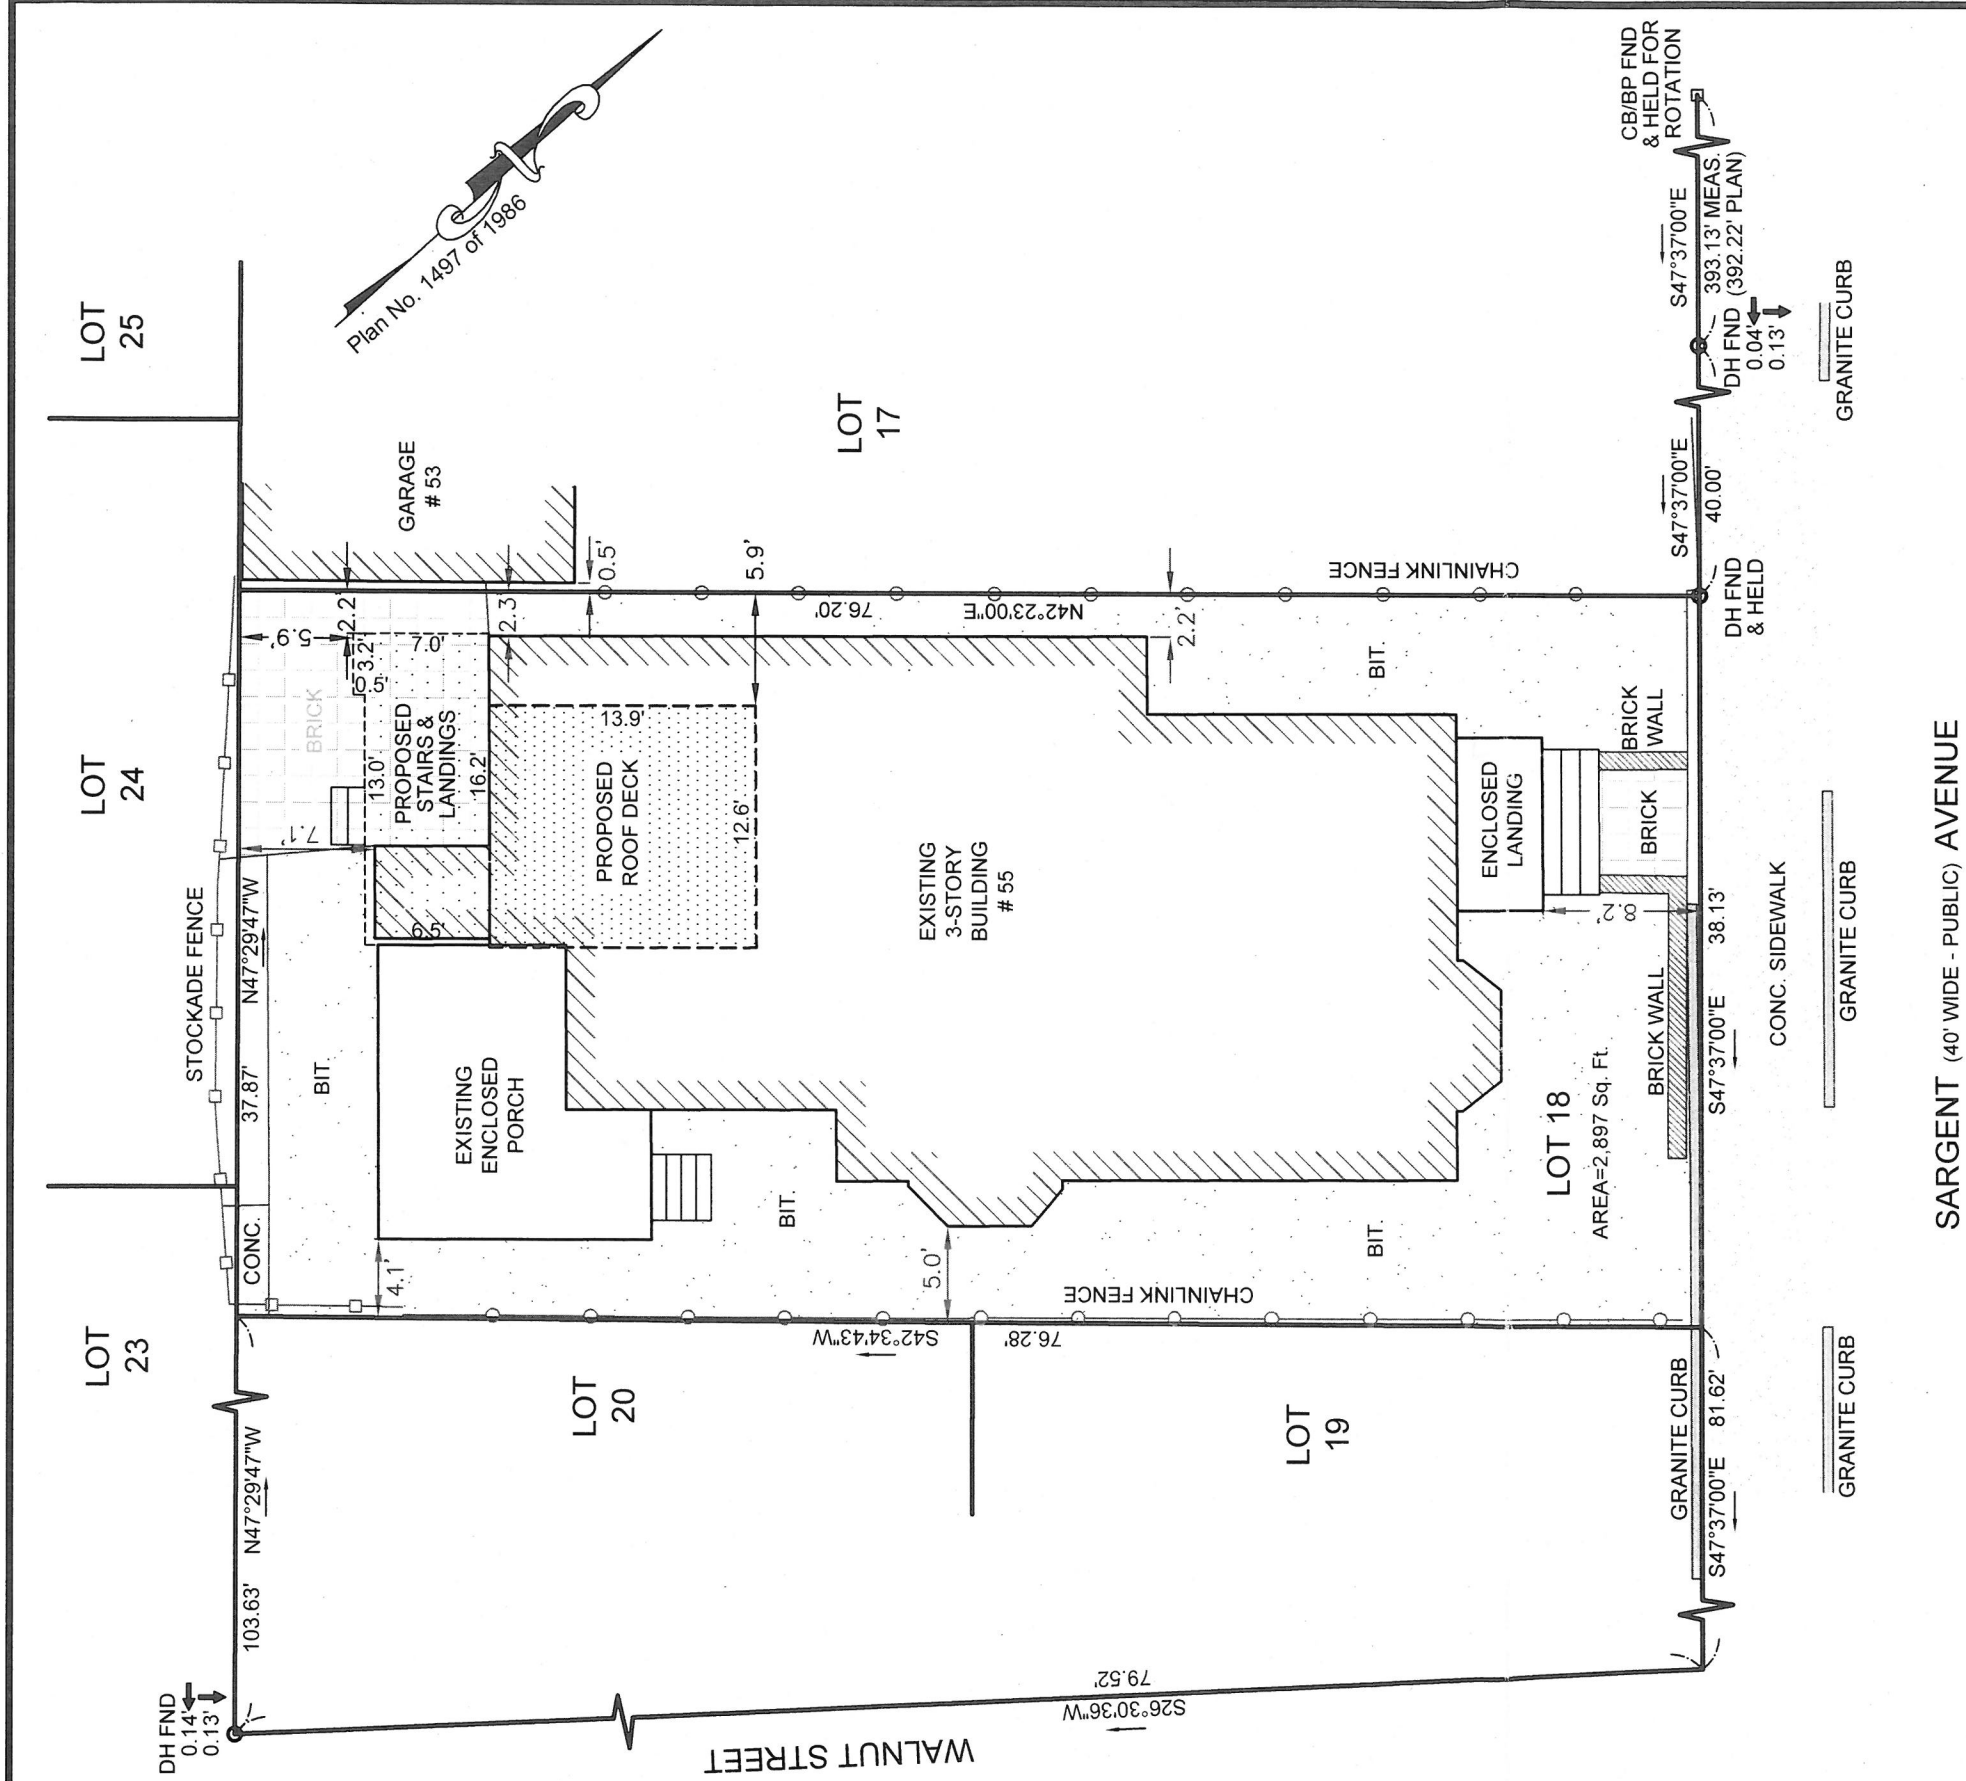 LOT
25
LOT
24
LOT
23
Plan No. 1497 of 1986
CB/BP FND
& HELD FOR
ROTATION
S47°37'00"E
393.13' MEAS.
(392.22' PLAN)
DH FND
0.04'
0.13'
GRANITE CURB
GARAGE
# 53
LOT
17
S47°37'00"E
40.00'
DH FND
& HELD
STOCKADE FENCE
N47°29'47"W
37.87'
CONC.
BIT.
BRICK
5.9'
2.2'
3.2'
0.5'
7.0'
2.3'
0.5'
5.9'
7.1'
13.0'
PROPOSED
STAIRS &
LANDINGS
16.2'
6.5'
13.9'
PROPOSED
ROOF DECK
12.6'
76.20'
N42°23'00"E
CHAINLINK FENCE
2.2'
BIT.
EXISTING
ENCLOSED
PORCH
EXISTING
3-STORY
BUILDING
# 55
ENCLOSED
LANDING
BRICK
WALL
BRICK
8.2'
BRICK WALL
38.13'
S47°37'00"E
CONC. SIDEWALK
GRANITE CURB
LOT 18
AREA=2,897 Sq. Ft.
4.1'
BIT.
5.0'
CHAINLINK FENCE
BIT.
S42°34'43"W
76.28'
LOT
20
LOT
19
GRANITE CURB
81.62'
S47°37'00"E
GRANITE CURB
N47°29'47"W
103.63'
DH FND
0.14'
0.13'
79.52'
S26°30'36"W
WALNUT STREET
SARGENT (40' WIDE - PUBLIC) AVENUE